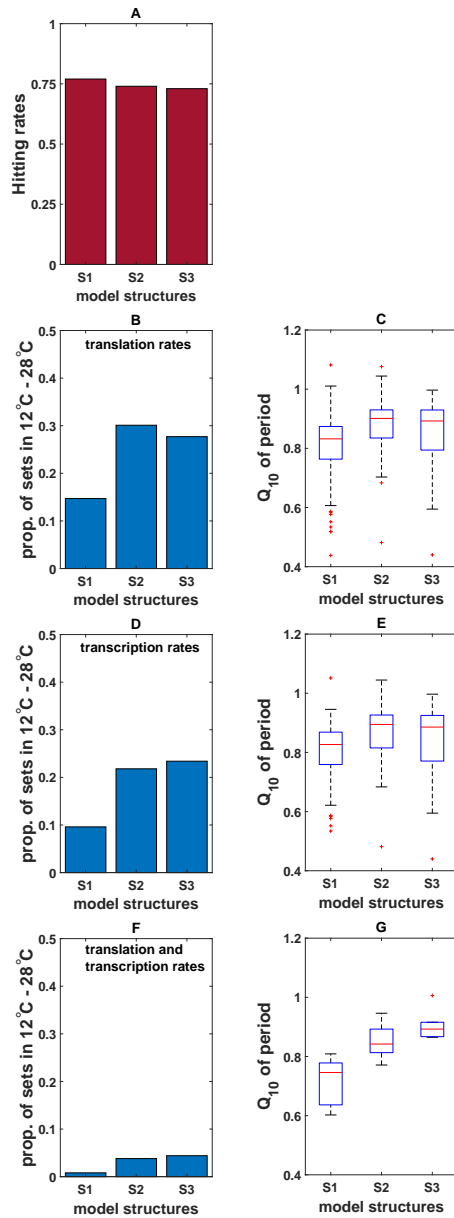 A
1
0.75
0.5
0.25
0
Hitting rates
S1 S2 S3
model structures
B
translation rates
0.5
0.4
0.3
0.2
0.1
0
prop. of sets in 12°C - 28°C
S1 S2 S3
model structures
C
1.2
1
0.8
0.6
0.4
Q10 of period
S1 S2 S3
model structures
D
transcription rates
0.5
0.4
0.3
0.2
0.1
0
prop. of sets in 12°C - 28°C
S1 S2 S3
model structures
E
1.2
1
0.8
0.6
0.4
Q10 of period
S1 S2 S3
model structures
F
translation and
transcription rates
0.5
0.4
0.3
0.2
0.1
0
prop. of sets in 12°C - 28°C
S1 S2 S3
model structures
G
1.2
1
0.8
0.6
0.4
Q10 of period
S1 S2 S3
model structures